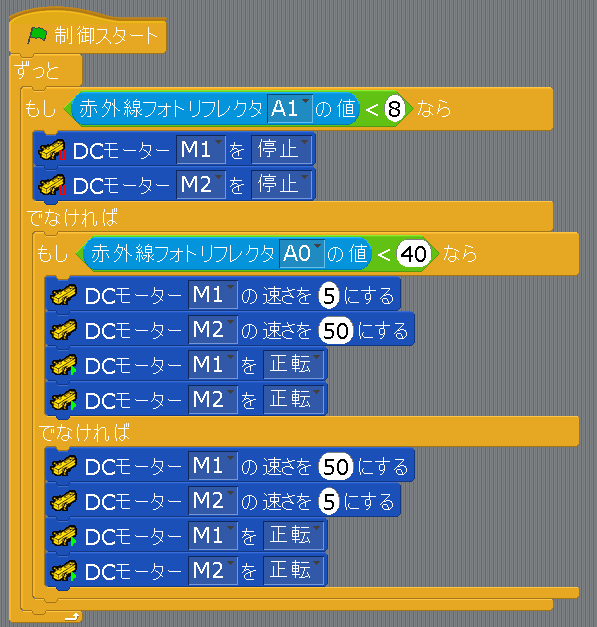 制御スタート
ずっと
もし 赤外線フォトリフレクタ A1 の値 < 8 なら
DCモーター M1 を 停止
DCモーター M2 を 停止
でなければ
もし 赤外線フォトリフレクタ A0 の値 < 40 なら
DCモーター M1 の速さを 5 にする
DCモーター M2 の速さを 50 にする
DCモーター M1 を 正転
DCモーター M2 を 正転
でなければ
DCモーター M1 の速さを 50 にする
DCモーター M2 の速さを 5 にする
DCモーター M1 を 正転
DCモーター M2 を 正転